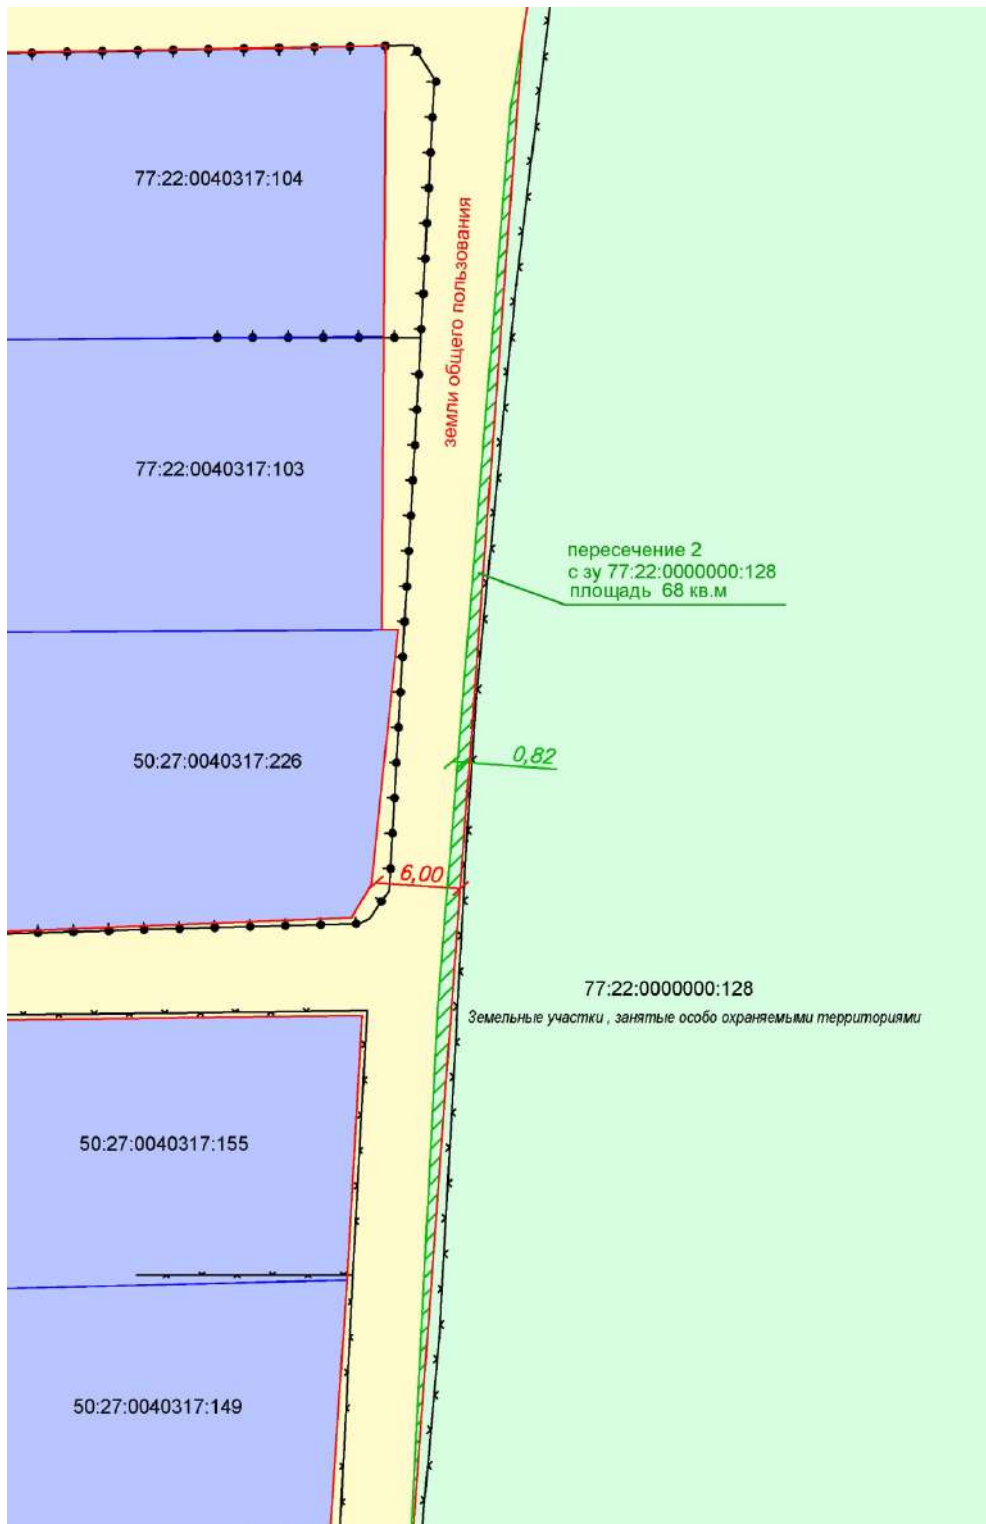 77:22:0040317:104
земли общего пользования
77:22:0040317:103
пересечение 2
с зу 77:22:0000000:128
площадь 68 кв.м
50:27:0040317:226
0,82
6,00
77:22:0000000:128
Земельные участки , занятые особо охраняемыми территориями
50:27:0040317:155
50:27:0040317:149